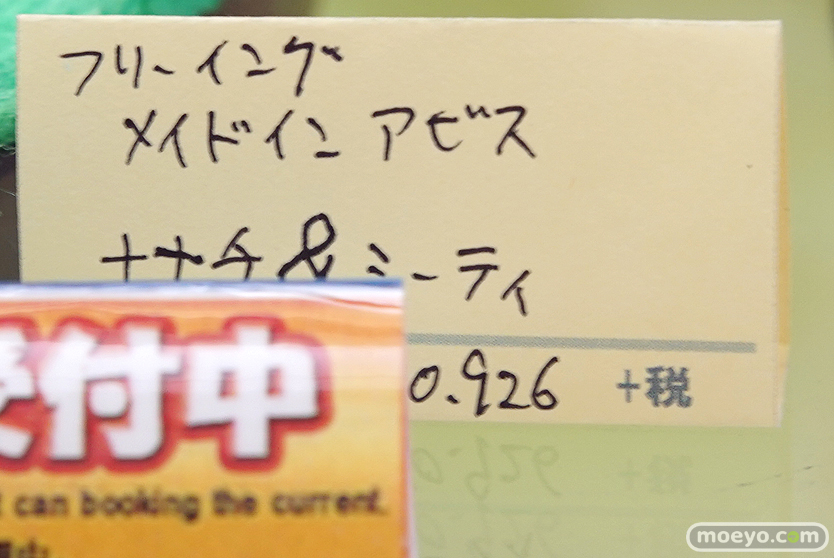 フリーイング
メイドインアビス
ナナチ&ミーティ
0.926 +税
付中
can booking the current.
moeyo.com